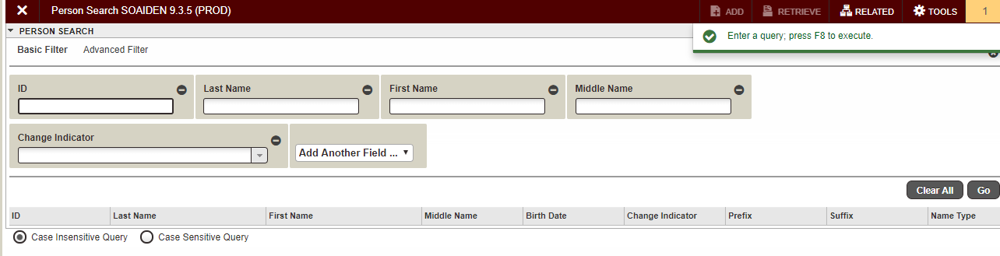 Person Search SOAIDEN 9.3.5 (PROD) ADD RETRIEVE RELATED TOOLS 1
PERSON SEARCH
Enter a query; press F8 to execute.
Basic Filter Advanced Filter
ID Last Name First Name Middle Name
Change Indicator
Add Another Field ...
Clear All Go
ID Last Name First Name Middle Name Birth Date Change Indicator Prefix Suffix Name Type
Case Insensitive Query Case Sensitive Query